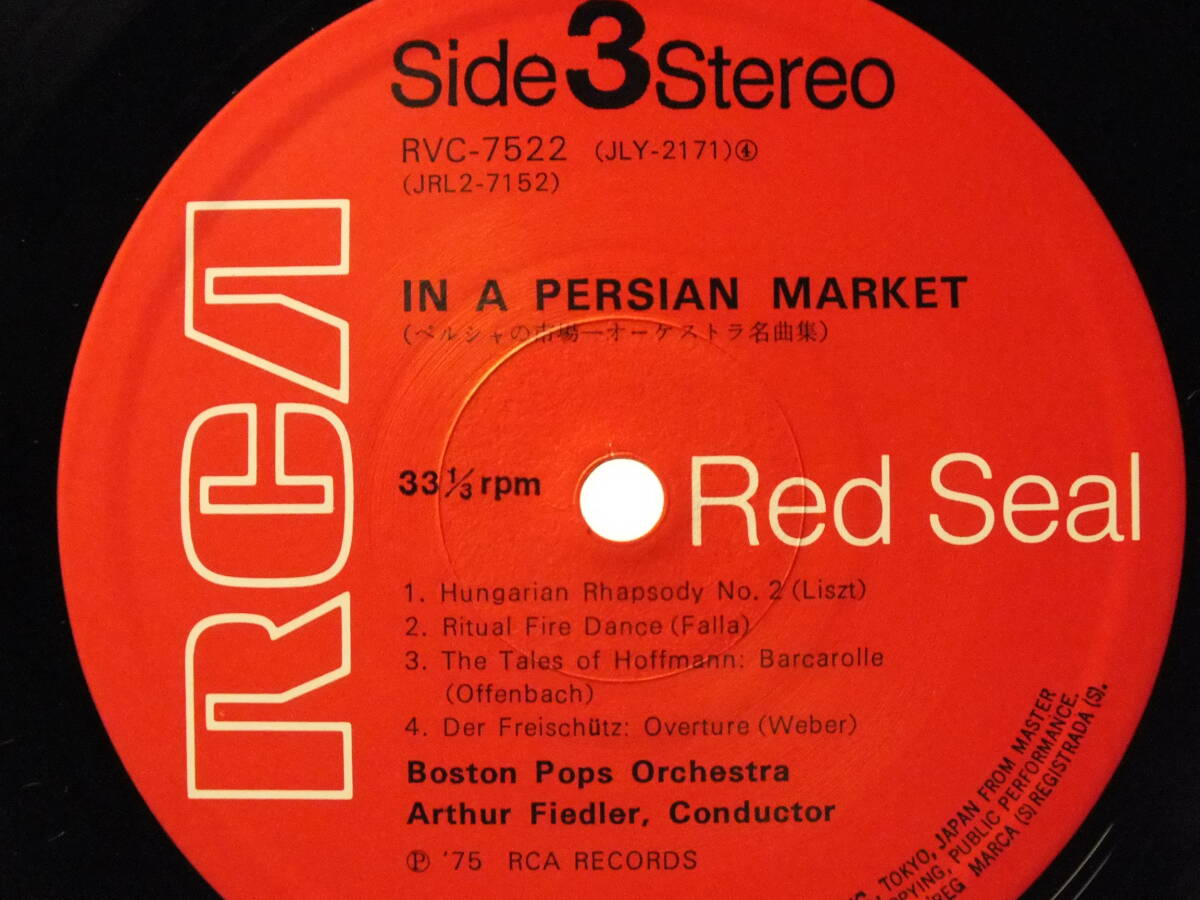 Side 3 Stereo
RVC-7522 (JLY-2171)④
(JRL2-7152)
RCA
IN A PERSIAN MARKET
(ペルシャの市場—オーケストラ名曲集)
33⅓ rpm
Red Seal
1. Hungarian Rhapsody No. 2 (Liszt)
2. Ritual Fire Dance (Falla)
3. The Tales of Hoffmann: Barcarolle
(Offenbach)
4. Der Freischütz: Overture (Weber)
Boston Pops Orchestra
Arthur Fiedler, Conductor
Ⓟ '75 RCA RECORDS
TOKYO, JAPAN FROM MASTER
PUBLIC PERFORMANCE.
MARCA (S) REGISTRADA (S).